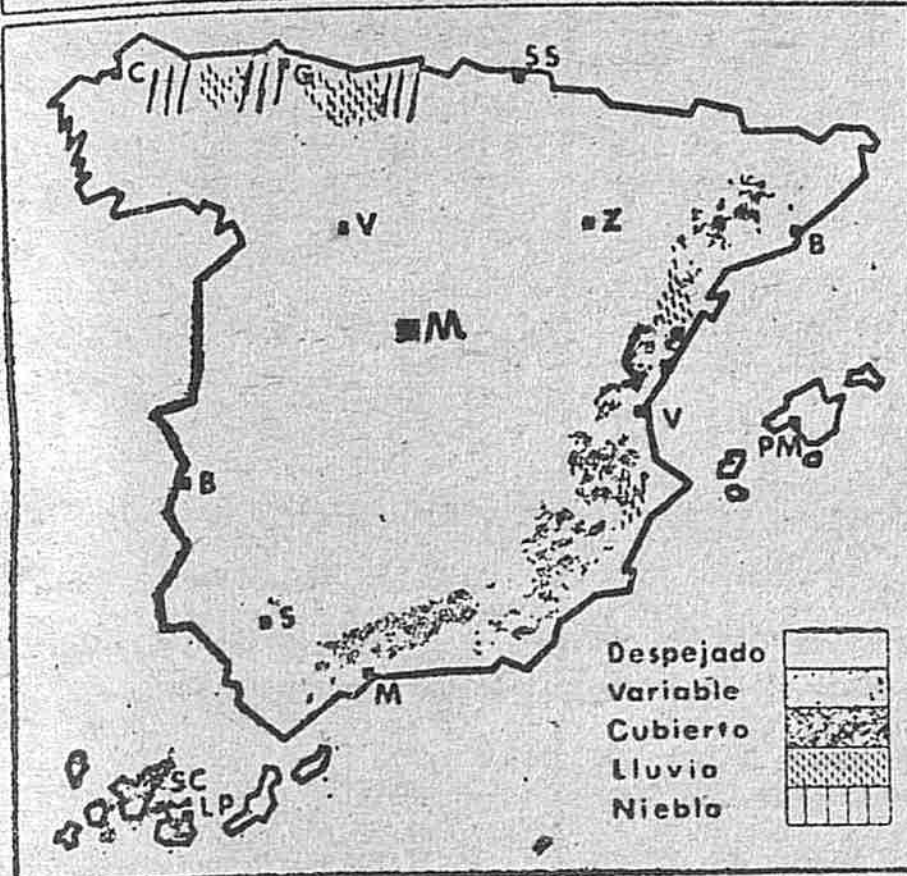 SS
C
G
V
Z
B
M
V
PM
B
S
M
SC
LP
Despejado
Variable
Cubierto
Lluvia
Niebla